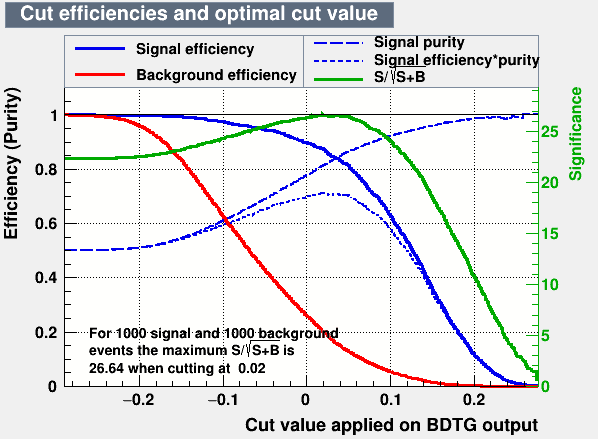 Cut efficiencies and optimal cut value
Signal efficiency
Background efficiency
Signal purity
Signal efficiency*purity
S/√S+B
Efficiency (Purity)
1
0.8
0.6
0.4
0.2
0
Significance
25
20
15
10
5
0
For 1000 signal and 1000 background
events the maximum S/√S+B is
26.64 when cutting at 0.02
−0.2
−0.1
0
0.1
0.2
Cut value applied on BDTG output